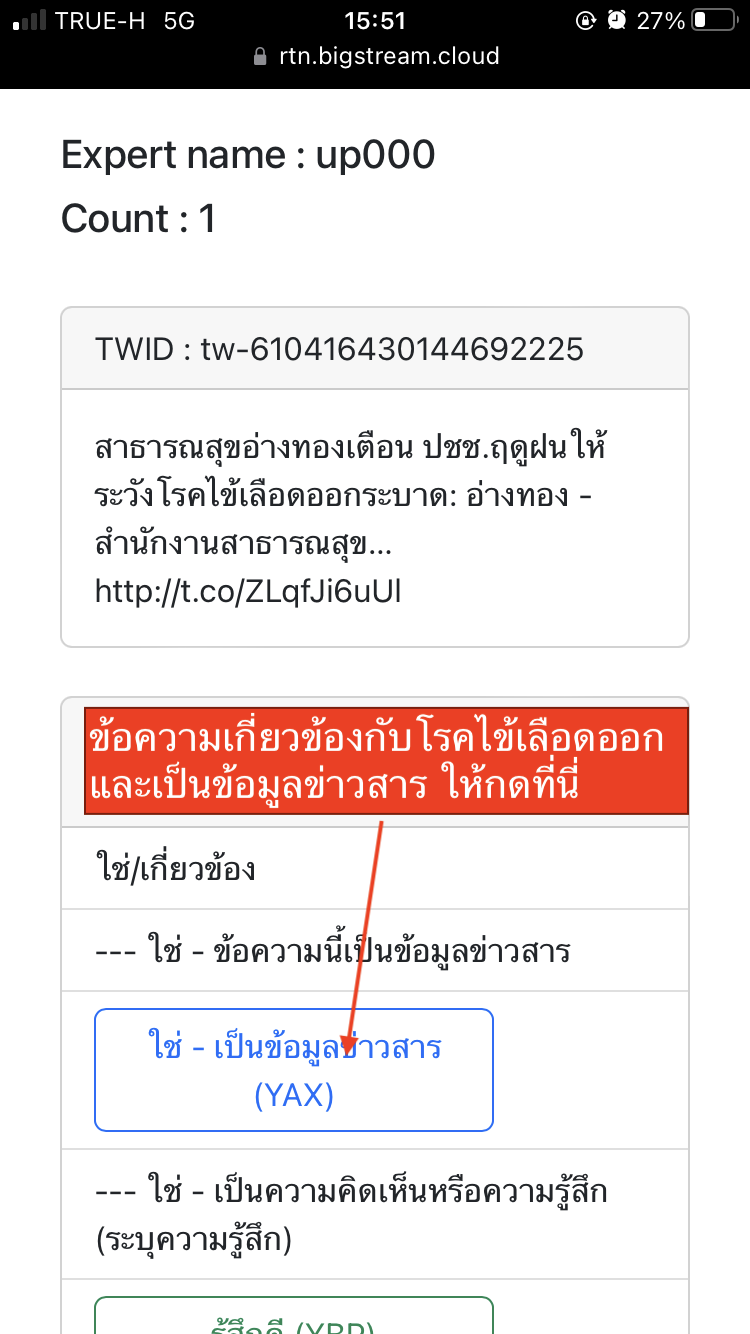 TRUE-H 5G
15:51
27%
rtn.bigstream.cloud
Expert name : up000
Count : 1
TWID : tw-610416430144692225
สาธารณสุขอ่างทองเตือน ปชช.ฤดูฝนให้
ระวังโรคไข้เลือดออกระบาด: อ่างทอง -
สำนักงานสาธารณสุข...
http://t.co/ZLqfJi6uUl
ข้อความเกี่ยวข้องกับโรคไข้เลือดออก
และเป็นข้อมูลข่าวสาร ให้กดที่นี่
ใช่/เกี่ยวข้อง
--- ใช่ - ข้อความนี้เป็นข้อมูลข่าวสาร
ใช่ - เป็นข้อมูลข่าวสาร
(YAX)
--- ใช่ - เป็นความคิดเห็นหรือความรู้สึก
(ระบุความรู้สึก)
รู้สึกดี (YBP)